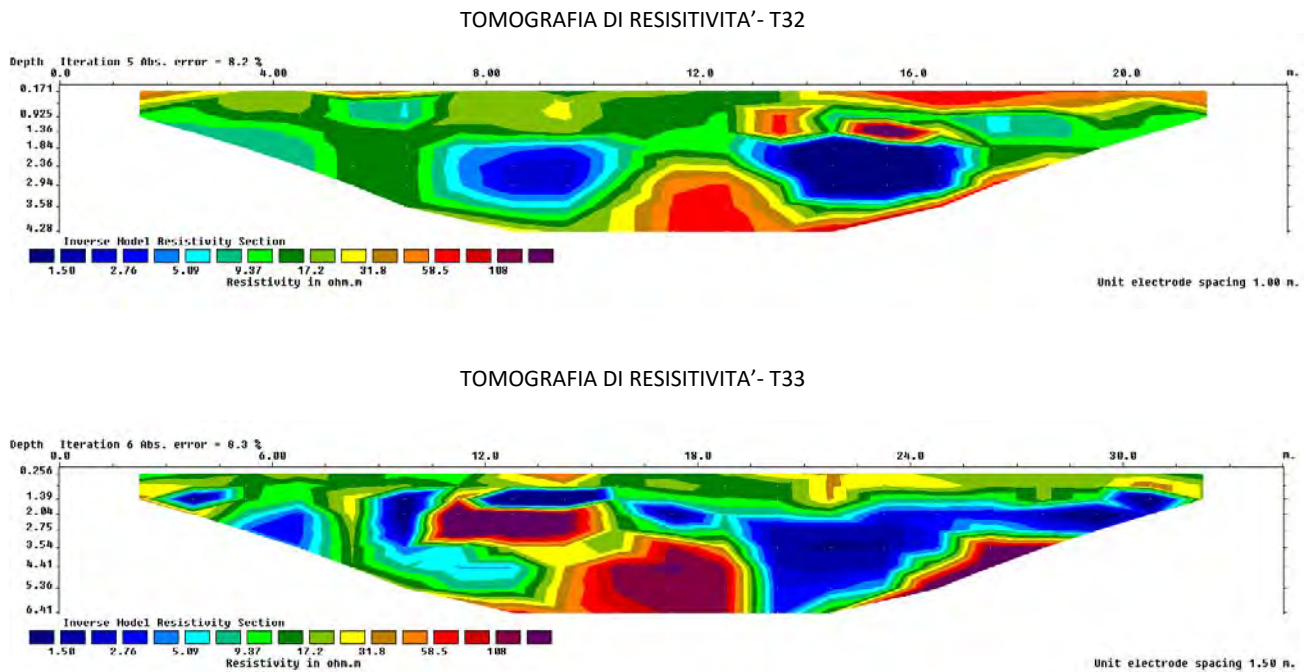 TOMOGRAFIA DI RESISITIVITA’- T32
Depth Iteration 5 Abs. error = 8.2 %
0.0 4.00 8.00 12.0 16.0 20.0 m.
0.171
0.925
1.36
1.84
2.36
2.94
3.58
4.28
Inverse Model Resistivity Section
1.50 2.76 5.09 9.37 17.2 31.8 58.5 108
Resistivity in ohm.m
Unit electrode spacing 1.00 m.
TOMOGRAFIA DI RESISITIVITA’- T33
Depth Iteration 6 Abs. error = 8.3 %
0.0 6.00 12.0 18.0 24.0 30.0 m.
0.256
1.39
2.04
2.75
3.54
4.41
5.36
6.41
Inverse Model Resistivity Section
1.50 2.76 5.09 9.37 17.2 31.8 58.5 108
Resistivity in ohm.m
Unit electrode spacing 1.50 m.